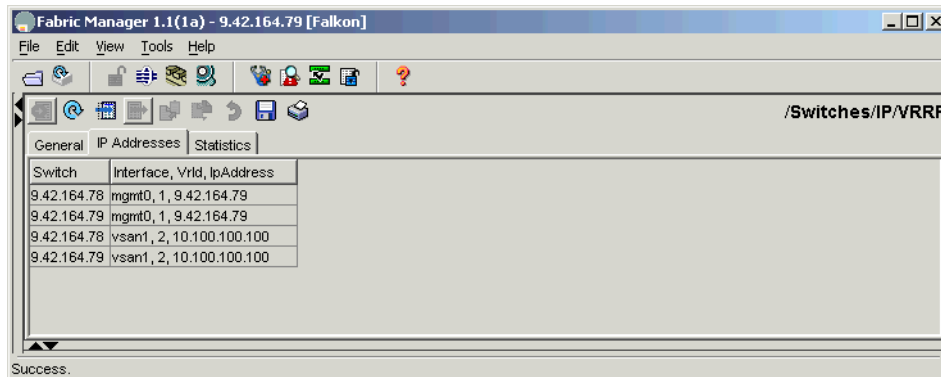 Fabric Manager 1.1(1a) - 9.42.164.79 [Falkon]
File Edit View Tools Help
/Switches/IP/VRRP
General IP Addresses Statistics
Switch Interface, VrId, IpAddress
9.42.164.78 mgmt0, 1, 9.42.164.79
9.42.164.79 mgmt0, 1, 9.42.164.79
9.42.164.78 vsan1, 2, 10.100.100.100
9.42.164.79 vsan1, 2, 10.100.100.100
Success.